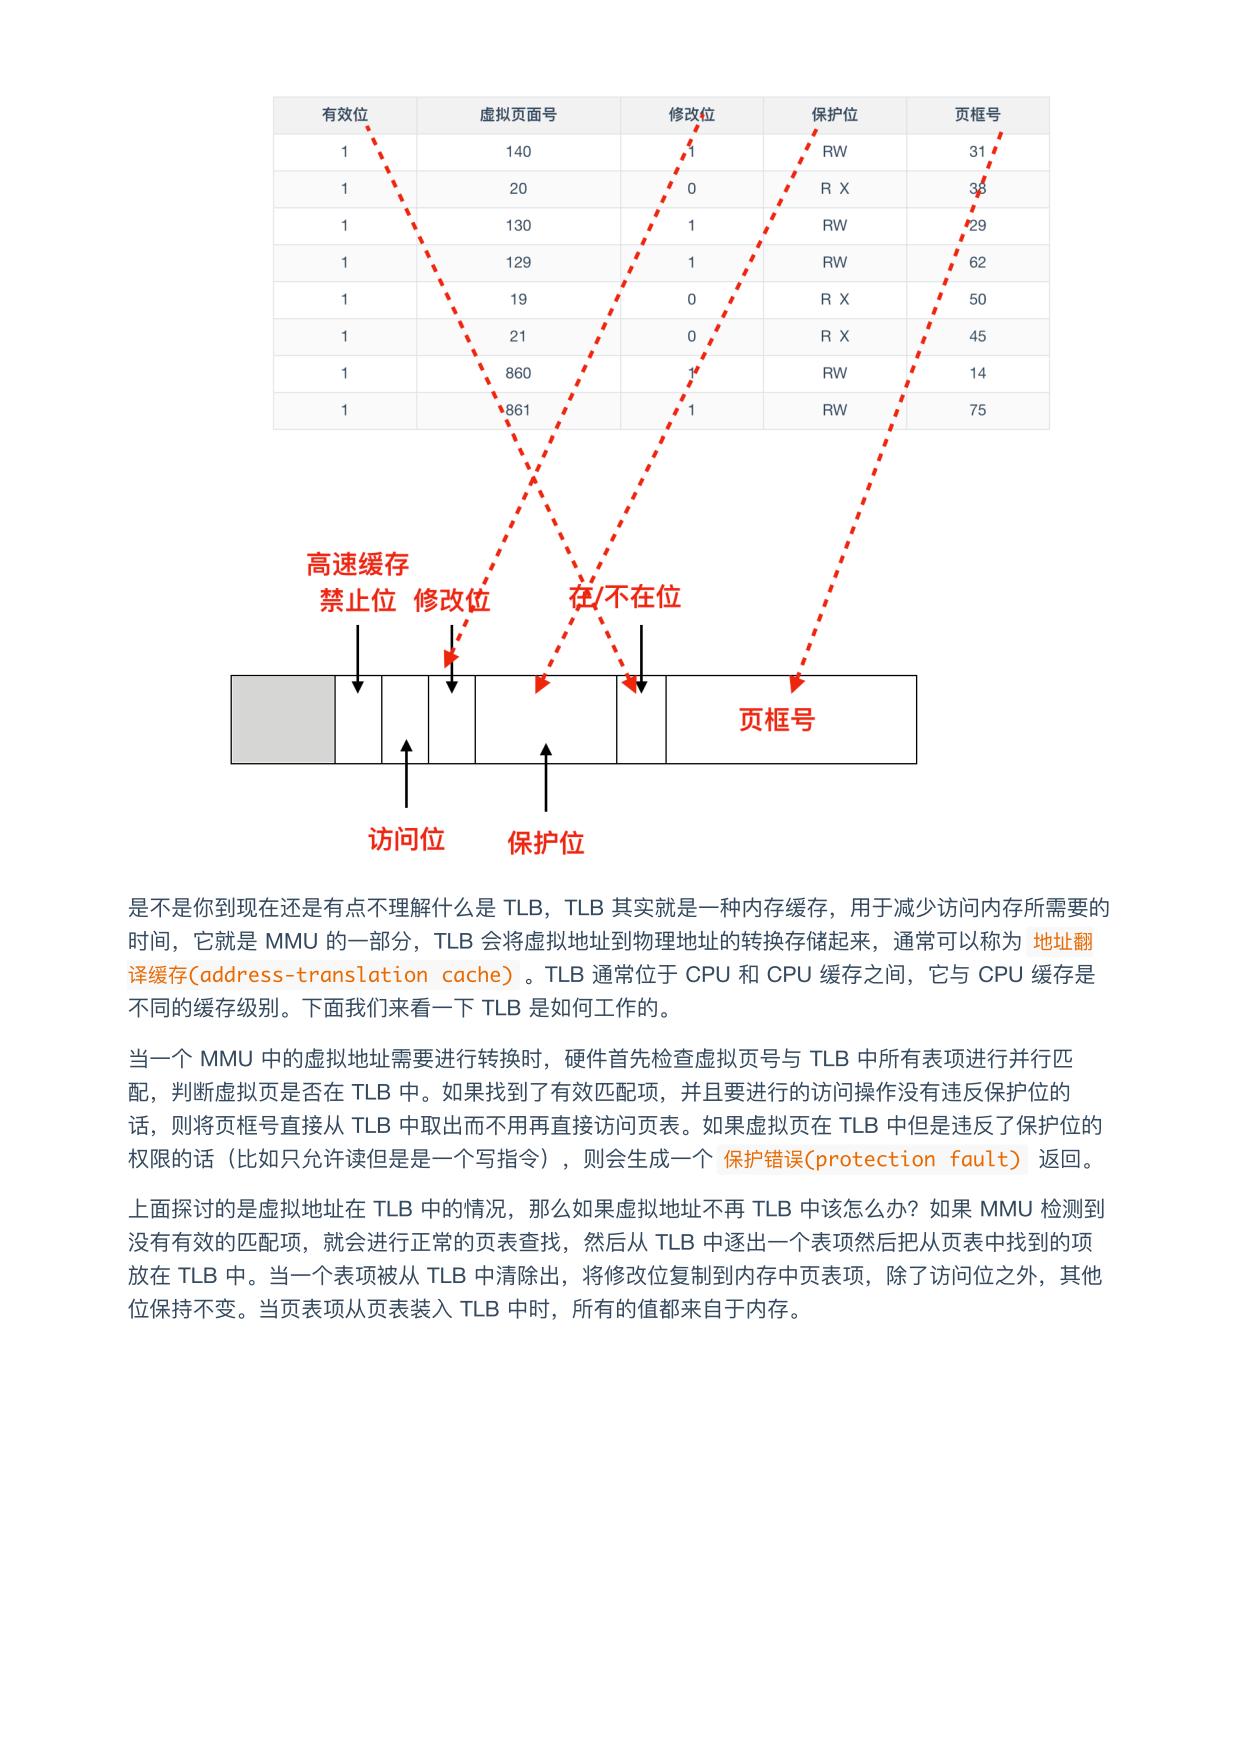 有效位 虚拟页面号 修改位 保护位 页框号
1 140 1 RW 31
1 20 0 R X 38
1 130 1 RW 29
1 129 1 RW 62
1 19 0 R X 50
1 21 0 R X 45
1 860 1 RW 14
1 861 1 RW 75
高速缓存
禁止位 修改位 在/不在位
页框号
访问位 保护位
是不是你到现在还是有点不理解什么是 TLB，TLB 其实就是一种内存缓存，用于减少访问内存所需要的
时间，它就是 MMU 的一部分，TLB 会将虚拟地址到物理地址的转换存储起来，通常可以称为 地址翻
译缓存(address-translation cache) 。TLB 通常位于 CPU 和 CPU 缓存之间，它与 CPU 缓存是
不同的缓存级别。下面我们来看一下 TLB 是如何工作的。
当一个 MMU 中的虚拟地址需要进行转换时，硬件首先检查虚拟页号与 TLB 中所有表项进行并行匹
配，判断虚拟页是否在 TLB 中。如果找到了有效匹配项，并且要进行的访问操作没有违反保护位的
话，则将页框号直接从 TLB 中取出而不用再直接访问页表。如果虚拟页在 TLB 中但是违反了保护位的
权限的话（比如只允许读但是是一个写指令），则会生成一个 保护错误(protection fault) 返回。
上面探讨的是虚拟地址在 TLB 中的情况，那么如果虚拟地址不再 TLB 中该怎么办？如果 MMU 检测到
没有有效的匹配项，就会进行正常的页表查找，然后从 TLB 中逐出一个表项然后把从页表中找到的项
放在 TLB 中。当一个表项被从 TLB 中清除出，将修改位复制到内存中页表项，除了访问位之外，其他
位保持不变。当页表项从页表装入 TLB 中时，所有的值都来自于内存。